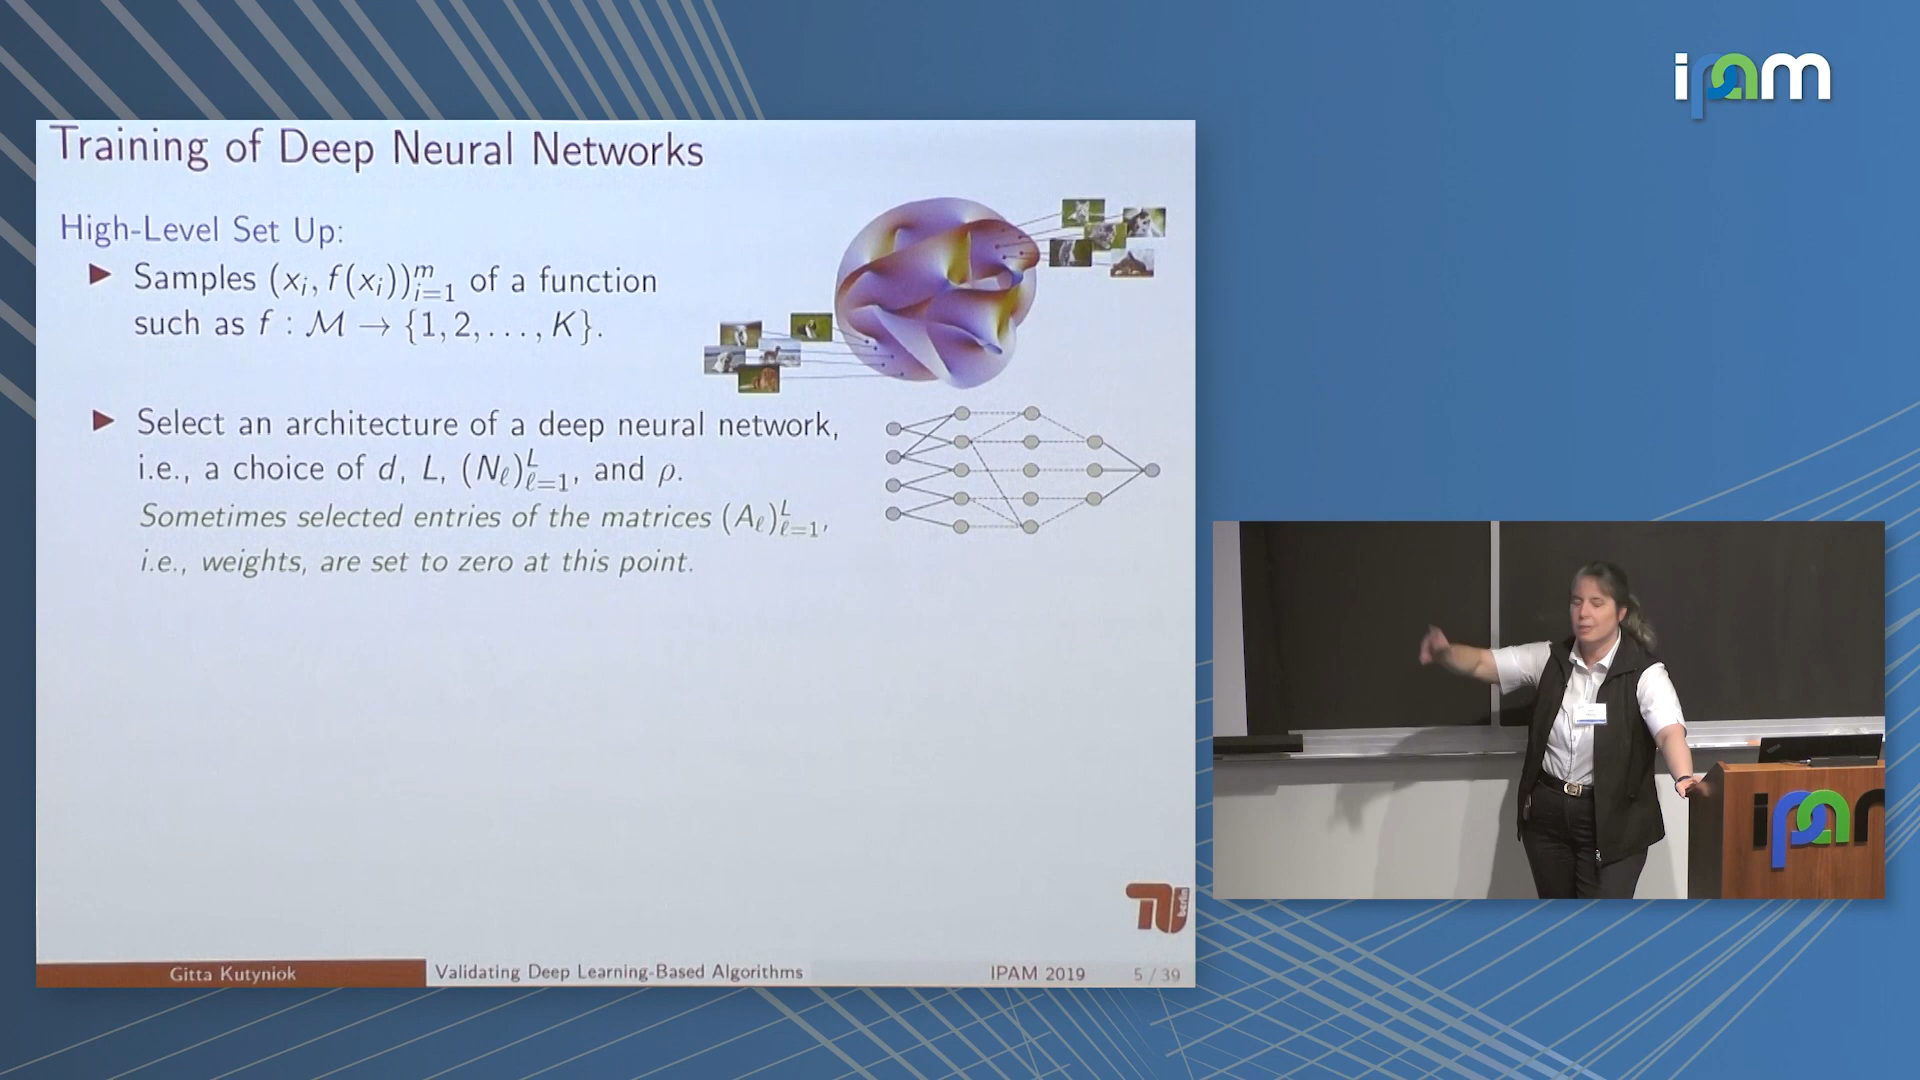 ipam
Training of Deep Neural Networks
High-Level Set Up:
Samples (xᵢ, f(xᵢ))ᵢ₌₁ᵐ of a function
such as f : ℳ → {1, 2, . . . , K}.
Select an architecture of a deep neural network,
i.e., a choice of d, L, (N_ℓ)_{ℓ=1}^L, and ρ.
Sometimes selected entries of the matrices (A_ℓ)_{ℓ=1}^L,
i.e., weights, are set to zero at this point.
berlin
Gitta Kutyniok
Validating Deep Learning-Based Algorithms
IPAM 2019
5 / 39
ipam